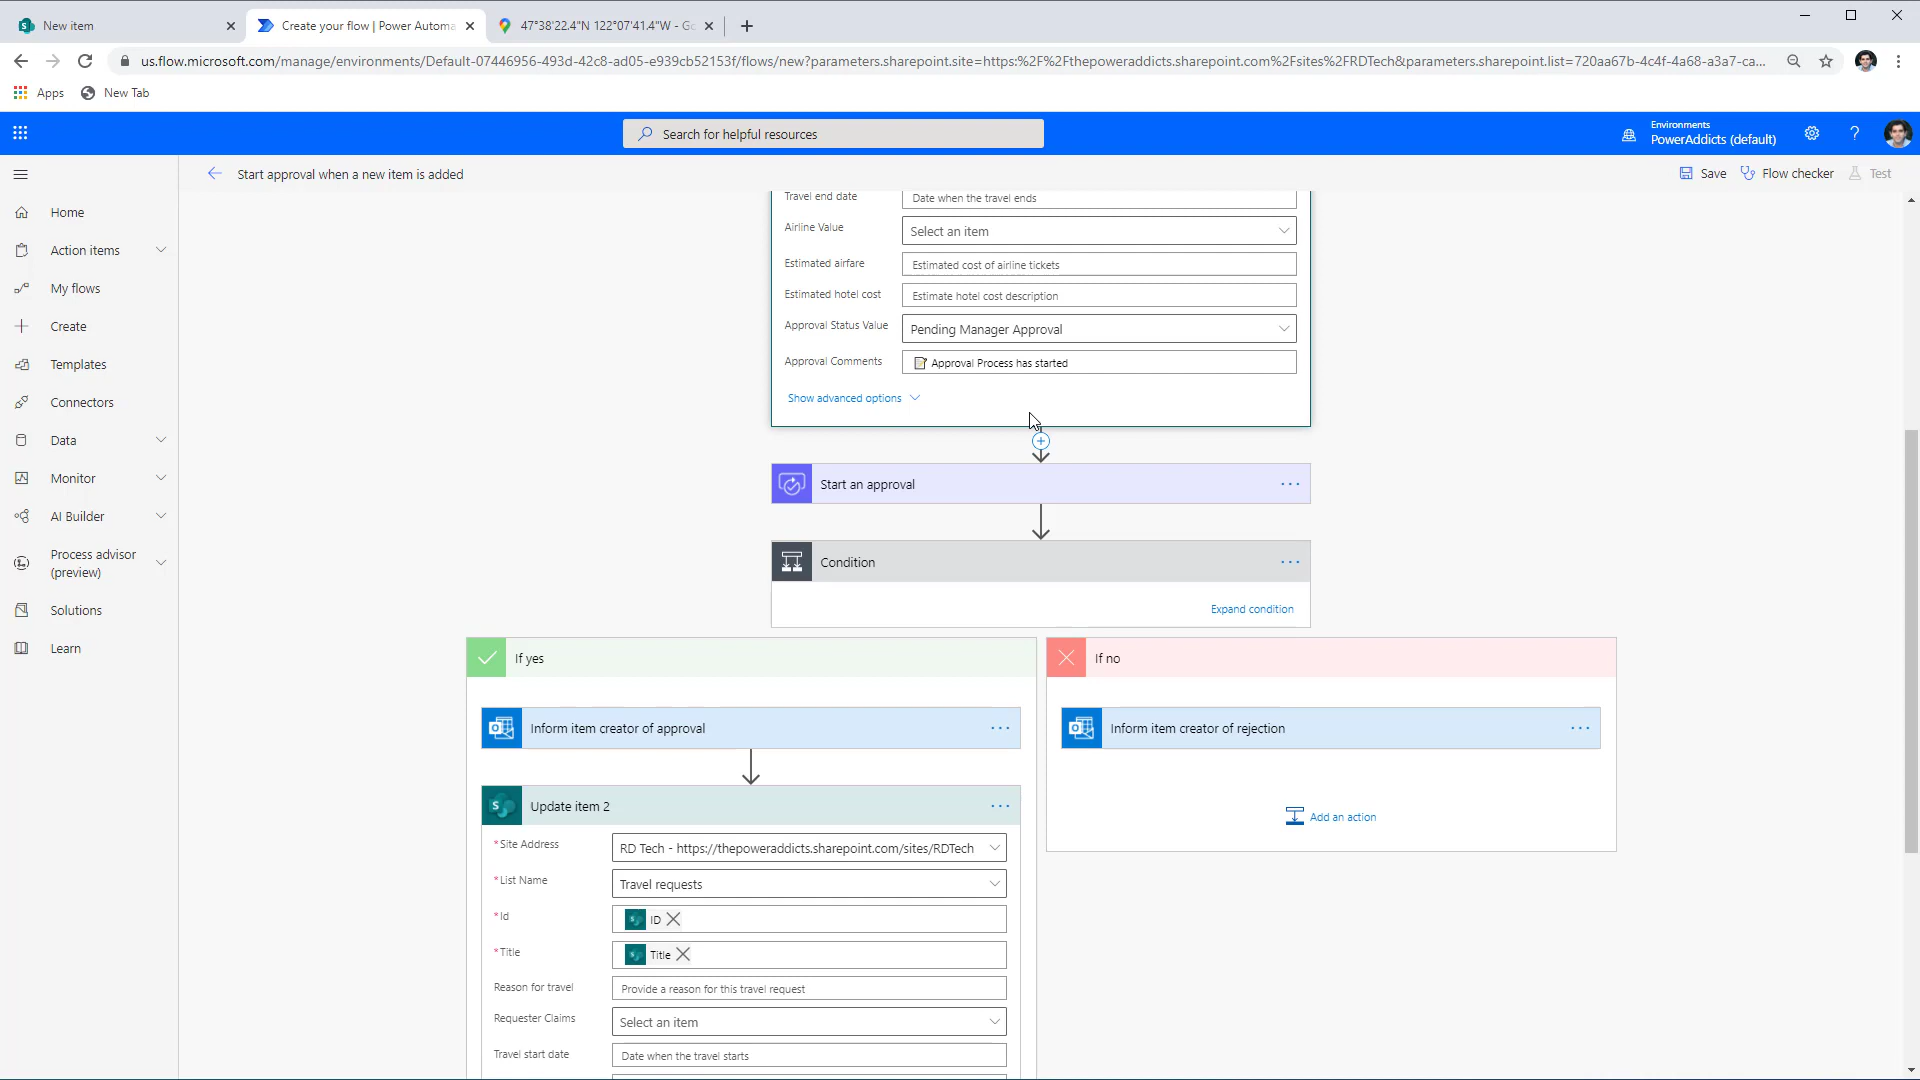 New item
Create your flow | Power Automa
47°38'22.4"N 122°07'41.4"W - Go
us.flow.microsoft.com/manage/environments/Default-07446956-493d-42c8-ad05-e939cb52153f/flows/new?parameters.sharepoint.site=https:%2F%2Fthepoweraddicts.sharepoint.com%2Fsites%2FRDTech&parameters.sharepoint.list=720aa67b-4c4f-4a68-a3a7-ca...
Apps
New Tab
Search for helpful resources
Environments
PowerAddicts (default)
?
Start approval when a new item is added
Save
Flow checker
Test
Home
Action items
My flows
Create
Templates
Connectors
Data
Monitor
AI Builder
Process advisor
(preview)
Solutions
Learn
Travel end date
Date when the travel ends
Airline Value
Select an item
Estimated airfare
Estimated cost of airline tickets
Estimated hotel cost
Estimate hotel cost description
Approval Status Value
Pending Manager Approval
Approval Comments
Approval Process has started
Show advanced options
Start an approval
Condition
Expand condition
If yes
If no
Inform item creator of approval
Inform item creator of rejection
Add an action
Update item 2
*Site Address
RD Tech - https://thepoweraddicts.sharepoint.com/sites/RDTech
*List Name
Travel requests
*Id
ID
*Title
Title
Reason for travel
Provide a reason for this travel request
Requester Claims
Select an item
Travel start date
Date when the travel starts